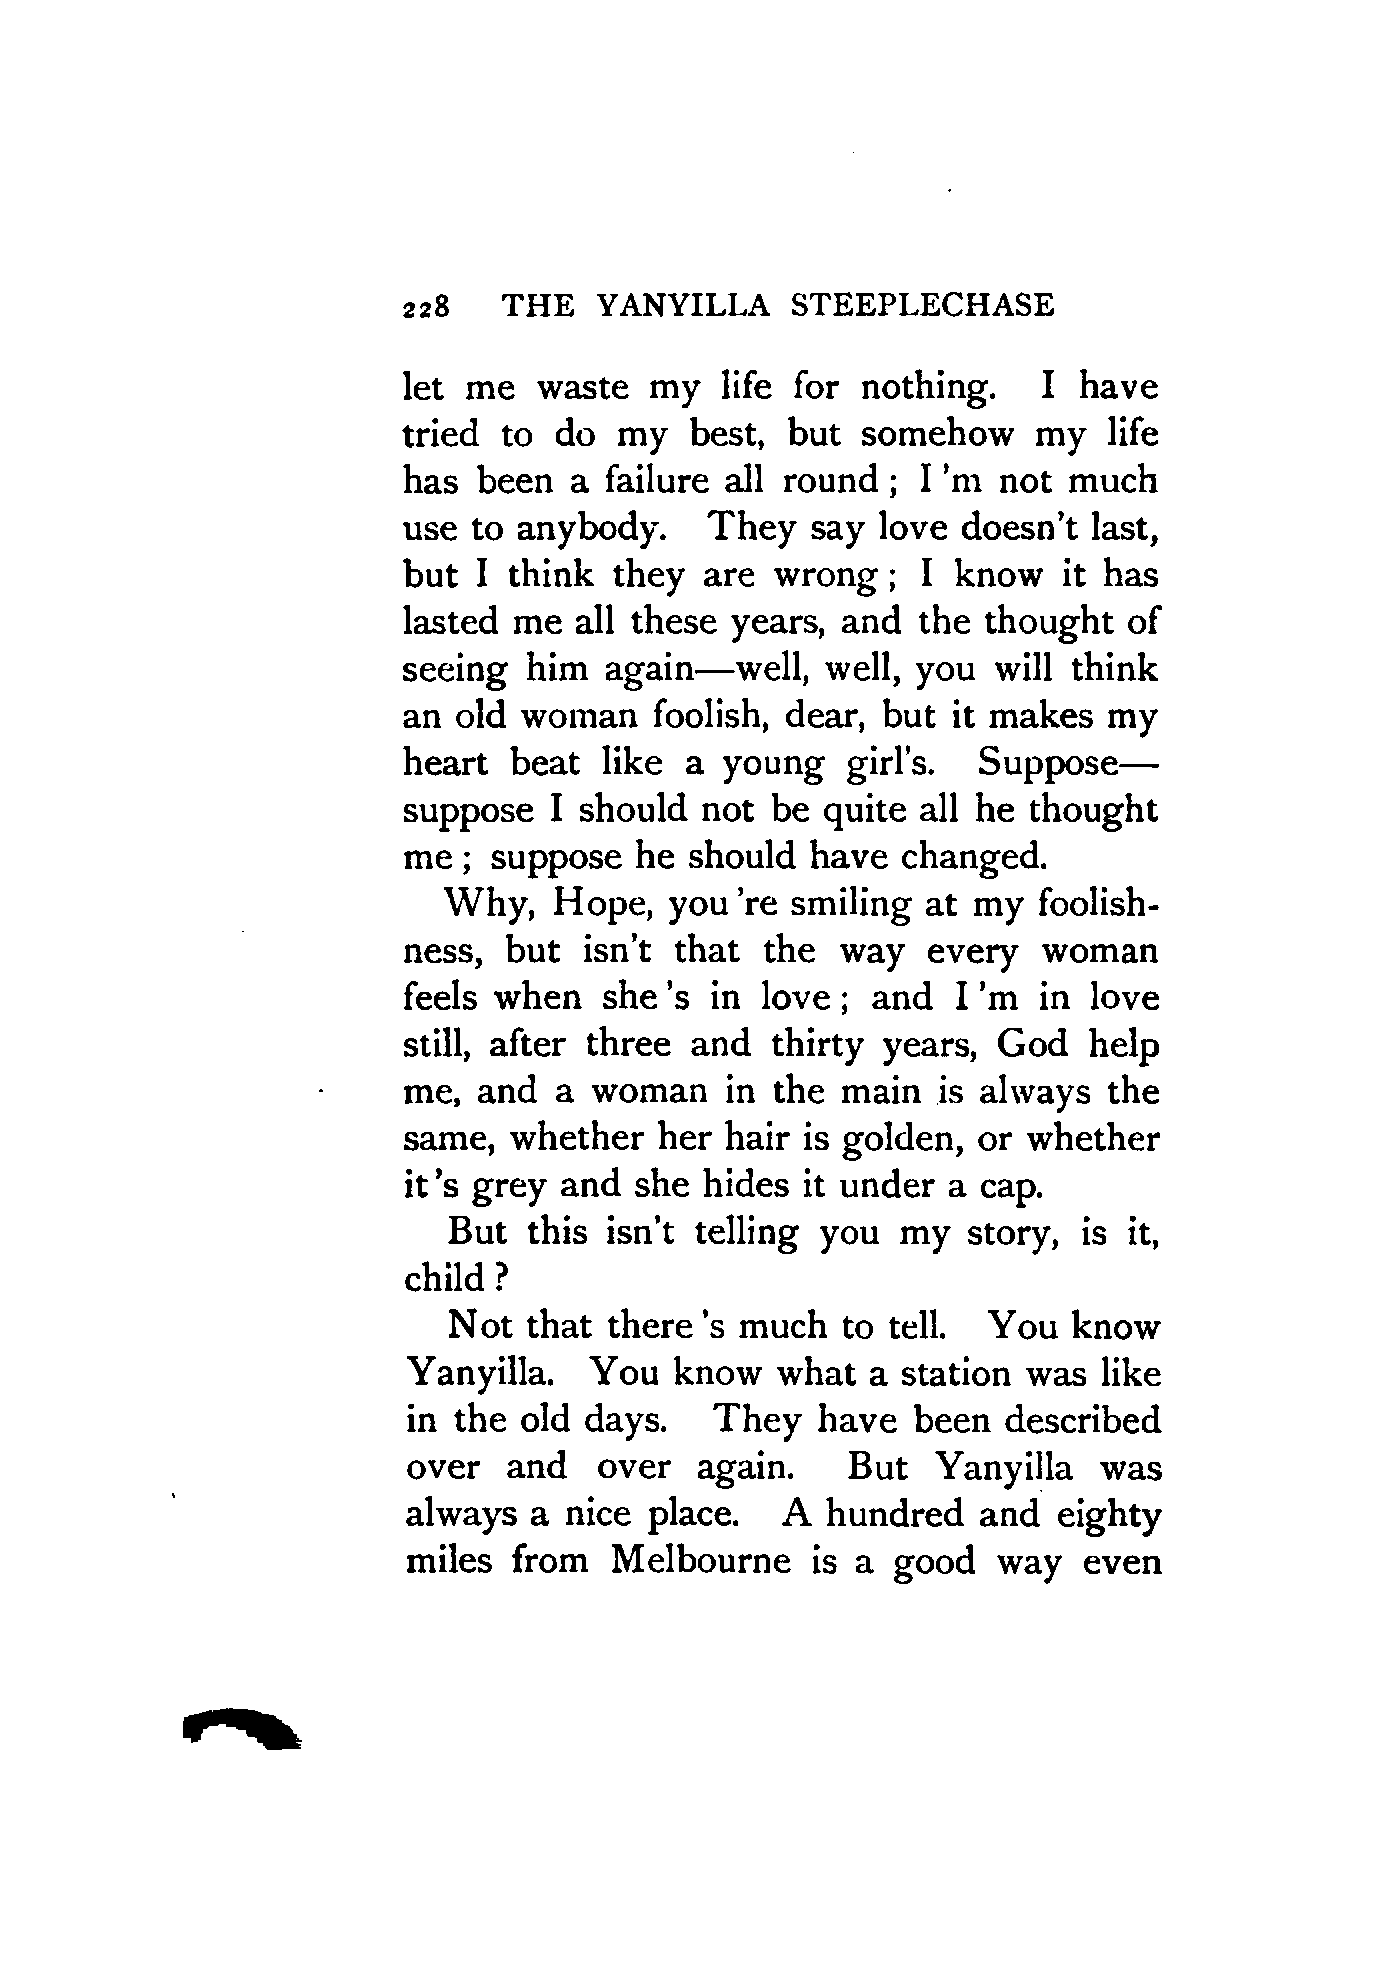 228 THE YANYILLA STEEPLECHASE
let me waste my life for nothing. I have
tried to do my best, but somehow my life
has been a failure all round ; I 'm not much
use to anybody. They say love doesn't last,
but I think they are wrong ; I know it has
lasted me all these years, and the thought of
seeing him again—well, well, you will think
an old woman foolish, dear, but it makes my
heart beat like a young girl's. Suppose—
suppose I should not be quite all he thought
me ; suppose he should have changed.
Why, Hope, you 're smiling at my foolish-
ness, but isn't that the way every woman
feels when she 's in love ; and I 'm in love
still, after three and thirty years, God help
me, and a woman in the main is always the
same, whether her hair is golden, or whether
it 's grey and she hides it under a cap.
But this isn't telling you my story, is it,
child ?
Not that there 's much to tell. You know
Yanyilla. You know what a station was like
in the old days. They have been described
over and over again. But Yanyilla was
always a nice place. A hundred and eighty
miles from Melbourne is a good way even